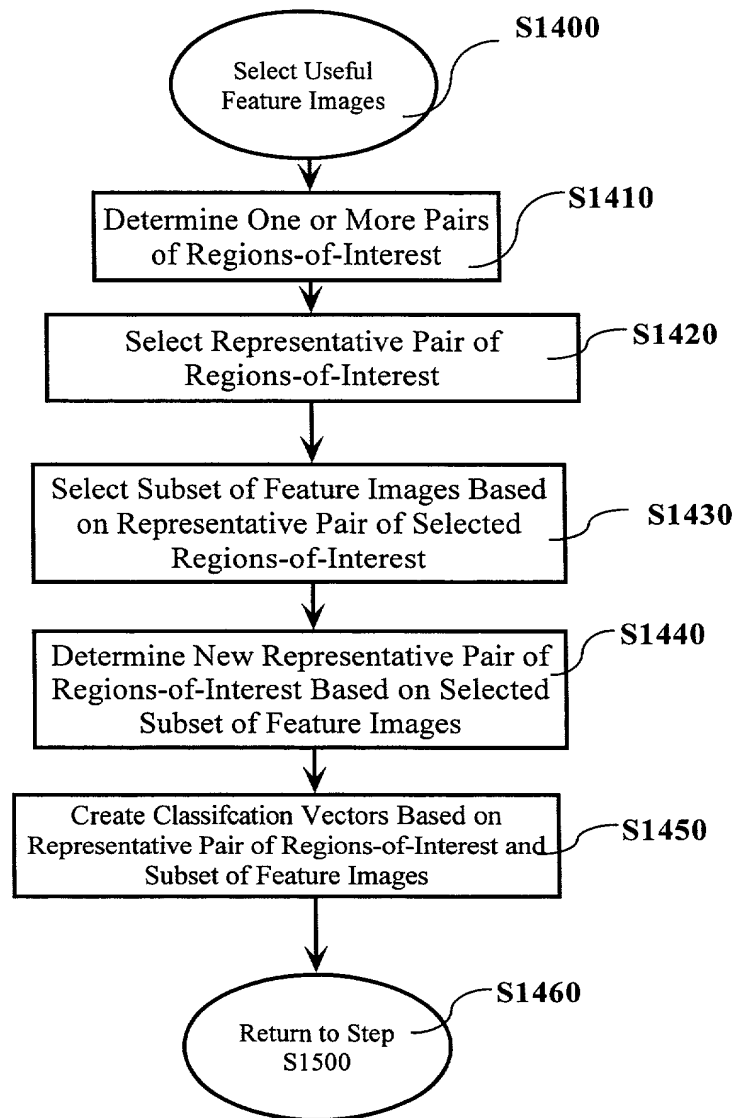 S1400
Select Useful
Feature Images
S1410
Determine One or More Pairs
of Regions-of-Interest
S1420
Select Representative Pair of
Regions-of-Interest
Select Subset of Feature Images Based
on Representative Pair of Selected
Regions-of-Interest
S1430
S1440
Determine New Representative Pair of
Regions-of-Interest Based on Selected
Subset of Feature Images
Create Classifcation Vectors Based on
Representative Pair of Regions-of-Interest and
Subset of Feature Images
S1450
S1460
Return to Step
S1500